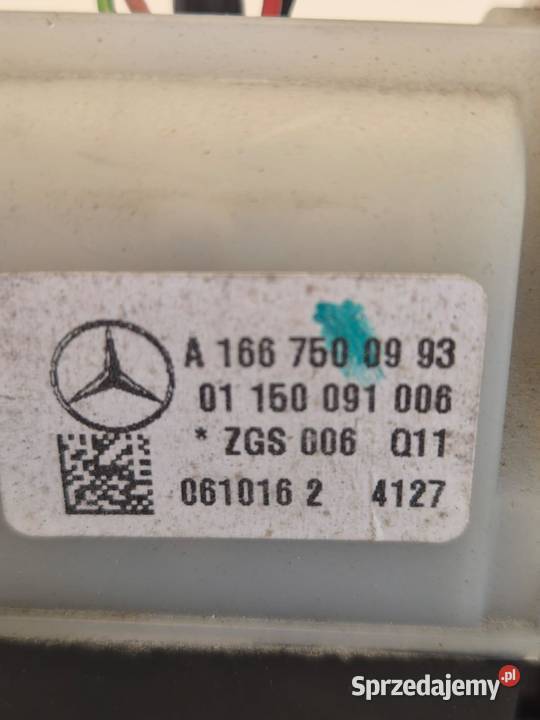 A 166 750 09 93
01 150 091 006
* ZGS 006 Q11
061016 2 4127
Sprzedajemy.pl